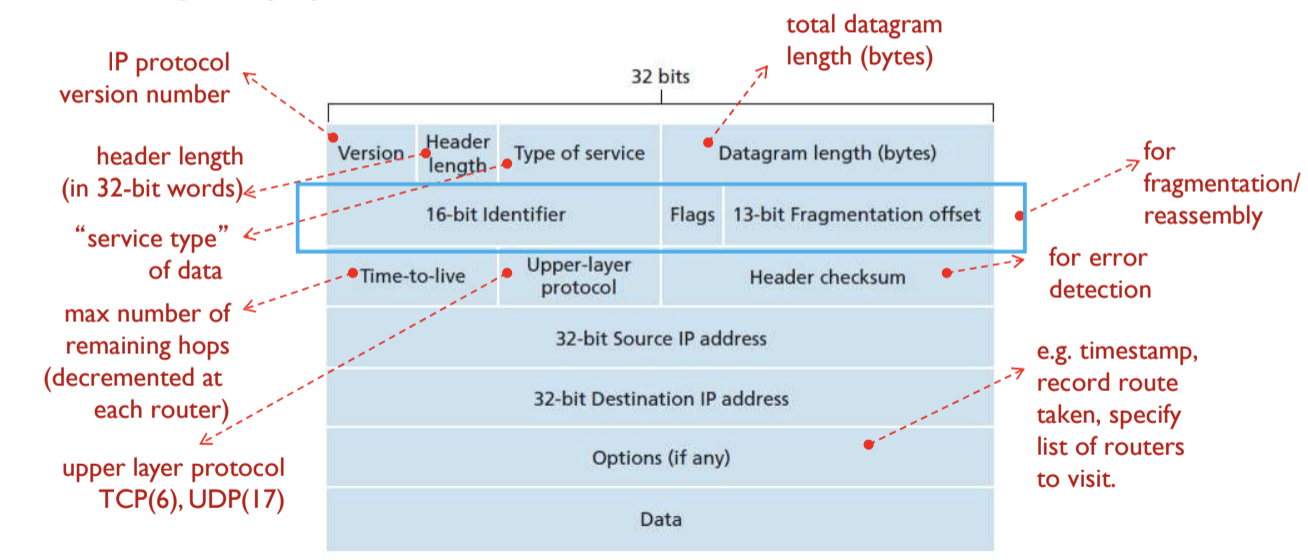 total datagram
length (bytes)
IP protocol
version number
32 bits
header length
(in 32-bit words)
Version
Header
length
Type of service
Datagram length (bytes)
for
fragmentation/
reassembly
“service type”
of data
16-bit Identifier
Flags
13-bit Fragmentation offset
Time-to-live
Upper-layer
protocol
Header checksum
for error
detection
max number of
remaining hops
(decremented at
each router)
32-bit Source IP address
e.g. timestamp,
record route
taken, specify
list of routers
to visit.
32-bit Destination IP address
upper layer protocol
TCP(6), UDP(17)
Options (if any)
Data